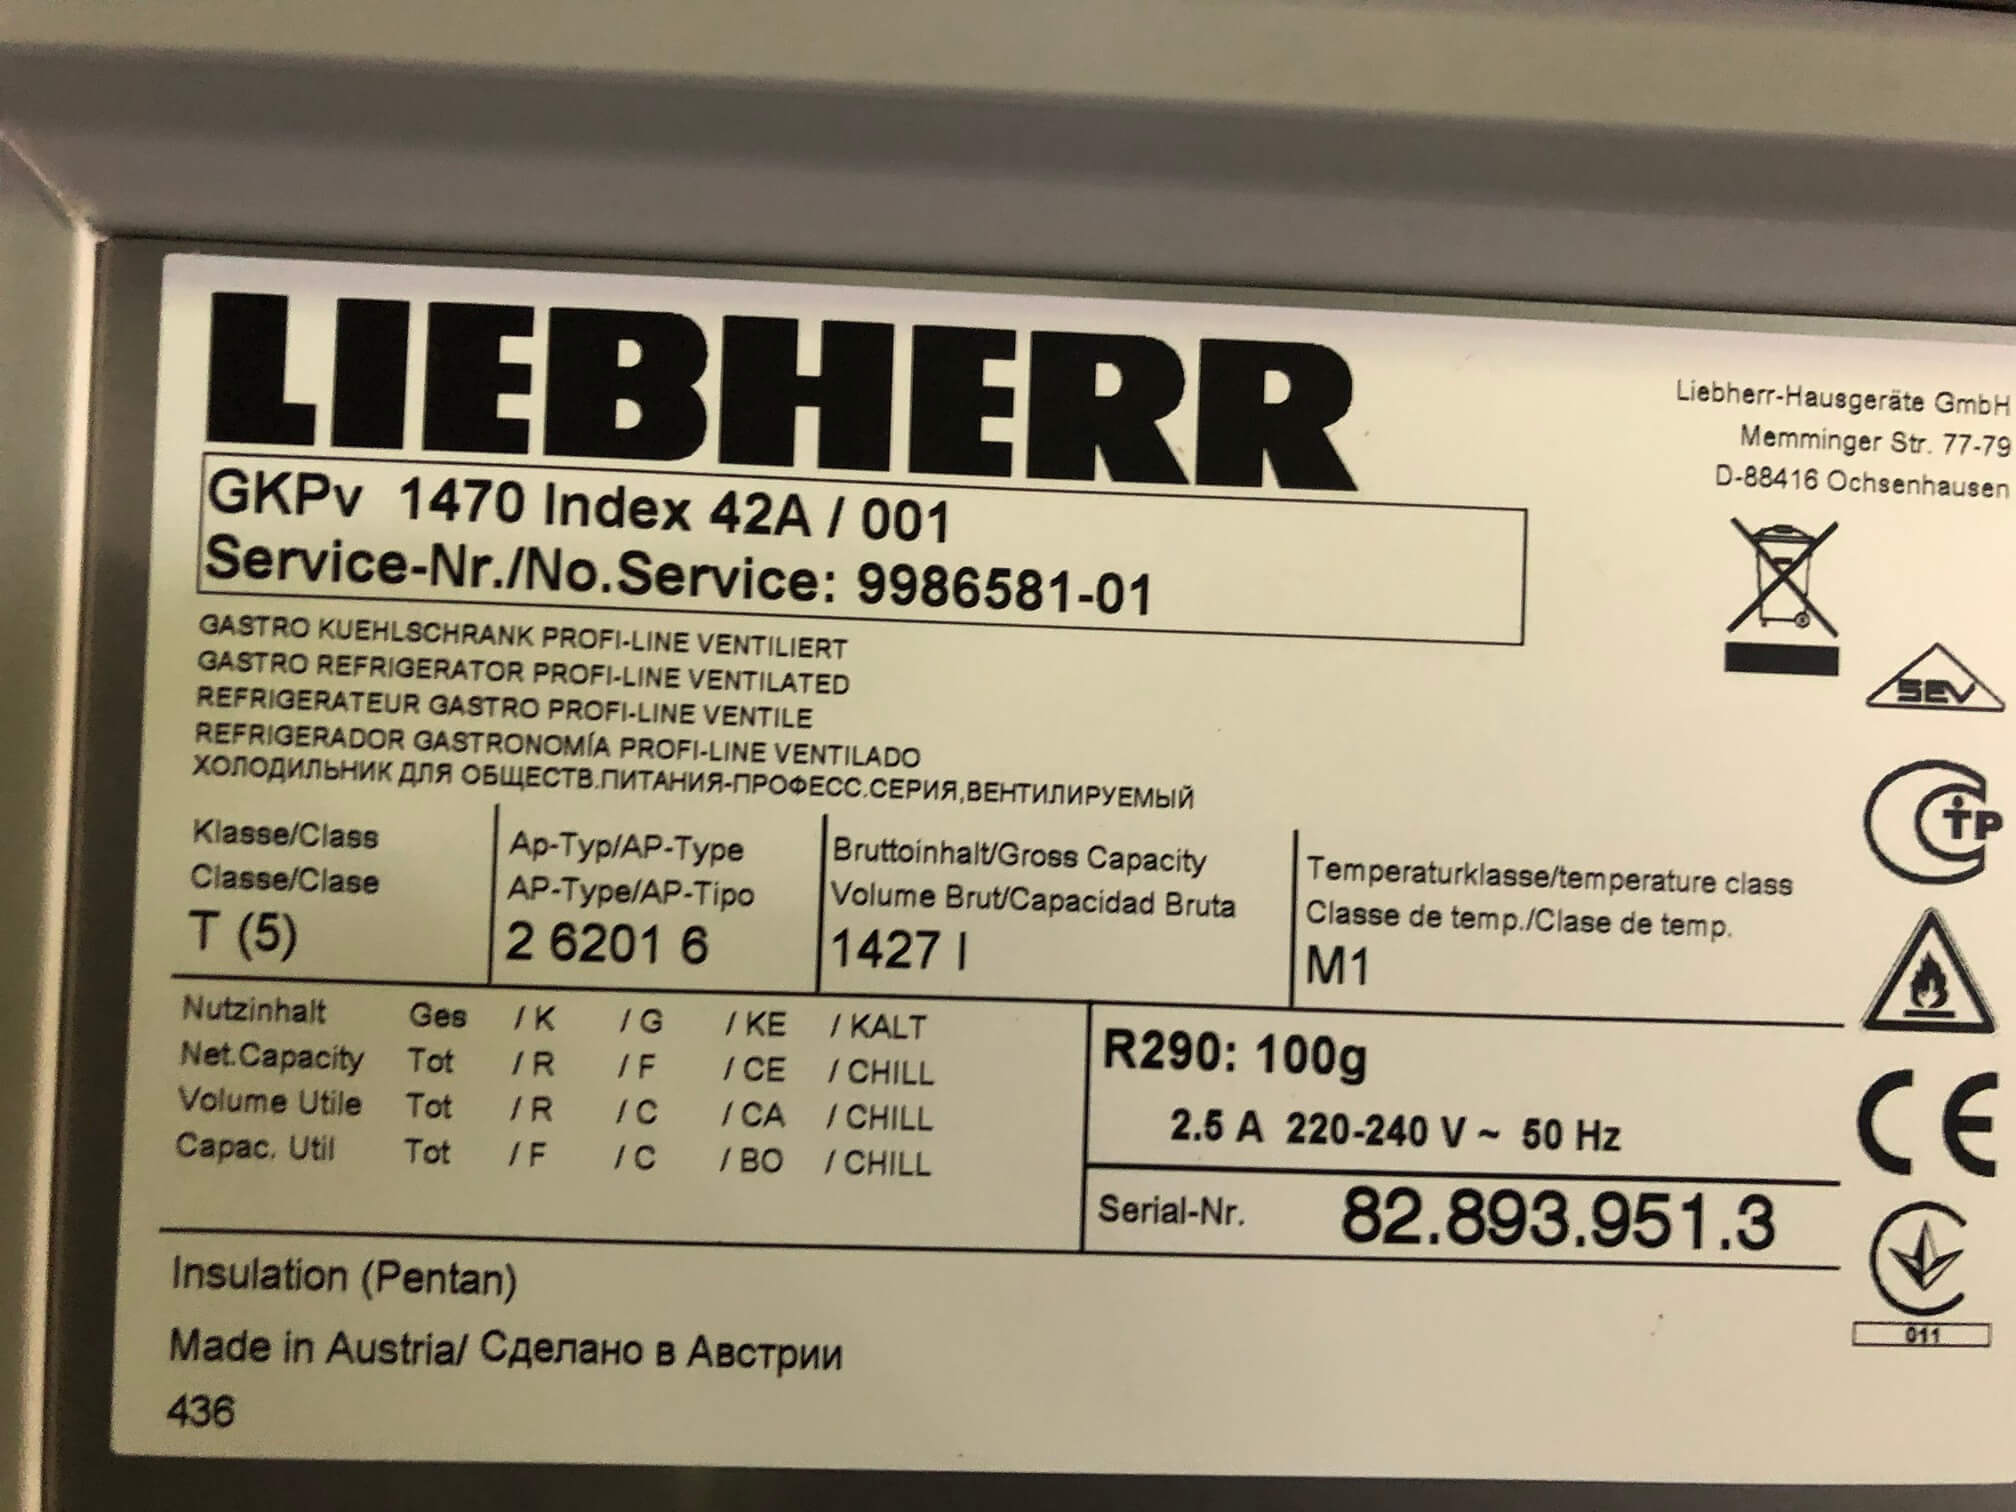 LIEBHERR
Liebherr-Hausgeräte GmbH
Memminger Str. 77-79
D-88416 Ochsenhausen
GKPv 1470 Index 42A / 001
Service-Nr./No.Service: 9986581-01
GASTRO KUEHLSCHRANK PROFI-LINE VENTILIERT
GASTRO REFRIGERATOR PROFI-LINE VENTILATED
REFRIGERATEUR GASTRO PROFI-LINE VENTILE
REFRIGERADOR GASTRONOMÍA PROFI-LINE VENTILADO
ХОЛОДИЛЬНИК ДЛЯ ОБЩЕСТВ.ПИТАНИЯ-ПРОФЕСС.СЕРИЯ,ВЕНТИЛИРУЕМЫЙ
SEV
Klasse/Class
Classe/Clase
T (5)
Ap-Typ/AP-Type
AP-Type/AP-Tipo
2 6201 6
Bruttoinhalt/Gross Capacity
Volume Brut/Capacidad Bruta
1427 l
Temperaturklasse/temperature class
Classe de temp./Clase de temp.
M1
Nutzinhalt Ges / K / G / KE / KALT
Net.Capacity Tot / R / F / CE / CHILL
Volume Utile Tot / R / C / CA / CHILL
Capac. Util Tot / F / C / BO / CHILL
R290: 100g
2.5 A 220-240 V ~ 50 Hz
Serial-Nr. 82.893.951.3
CE
011
Insulation (Pentan)
Made in Austria/ Сделано в Австрии
436